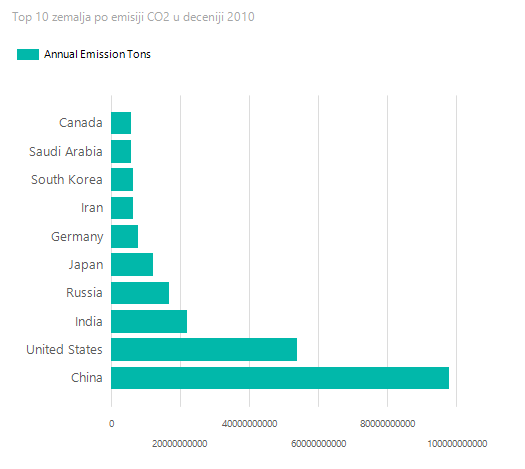 Top 10 zemalja po emisiji CO2 u deceniji 2010
Annual Emission Tons
Canada
Saudi Arabia
South Korea
Iran
Germany
Japan
Russia
India
United States
China
0
20000000000
40000000000
60000000000
80000000000
100000000000